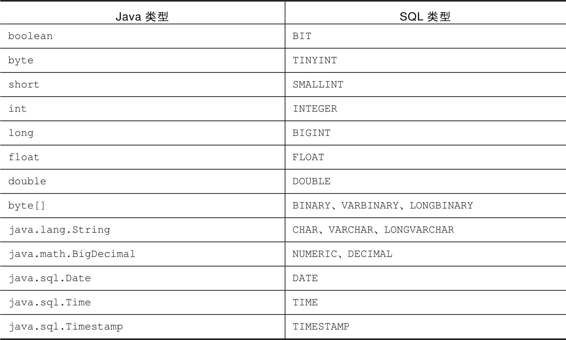 Java 类型 SQL 类型
boolean BIT
byte TINYINT
short SMALLINT
int INTEGER
long BIGINT
float FLOAT
double DOUBLE
byte[] BINARY、VARBINARY、LONGBINARY
java.lang.String CHAR、VARCHAR、LONGVARCHAR
java.math.BigDecimal NUMERIC、DECIMAL
java.sql.Date DATE
java.sql.Time TIME
java.sql.Timestamp TIMESTAMP